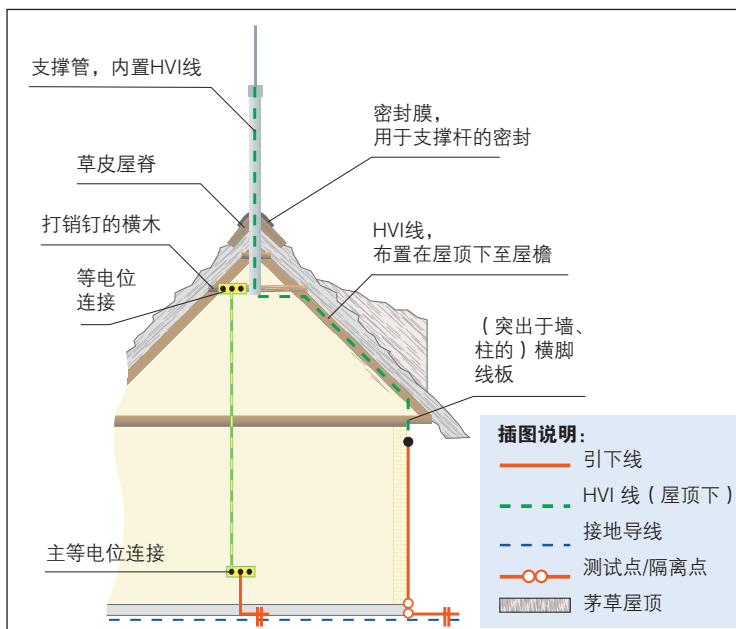 支撑管，内置HVI线
密封膜，
用于支撑杆的密封
草皮屋脊
打销钉的横木
HVI线，
布置在屋顶下至屋檐
等电位
连接
（突出于墙、
柱的）横脚
线板
主等电位连接
插图说明：
引下线
HVI 线（屋顶下）
接地导线
测试点/隔离点
茅草屋顶